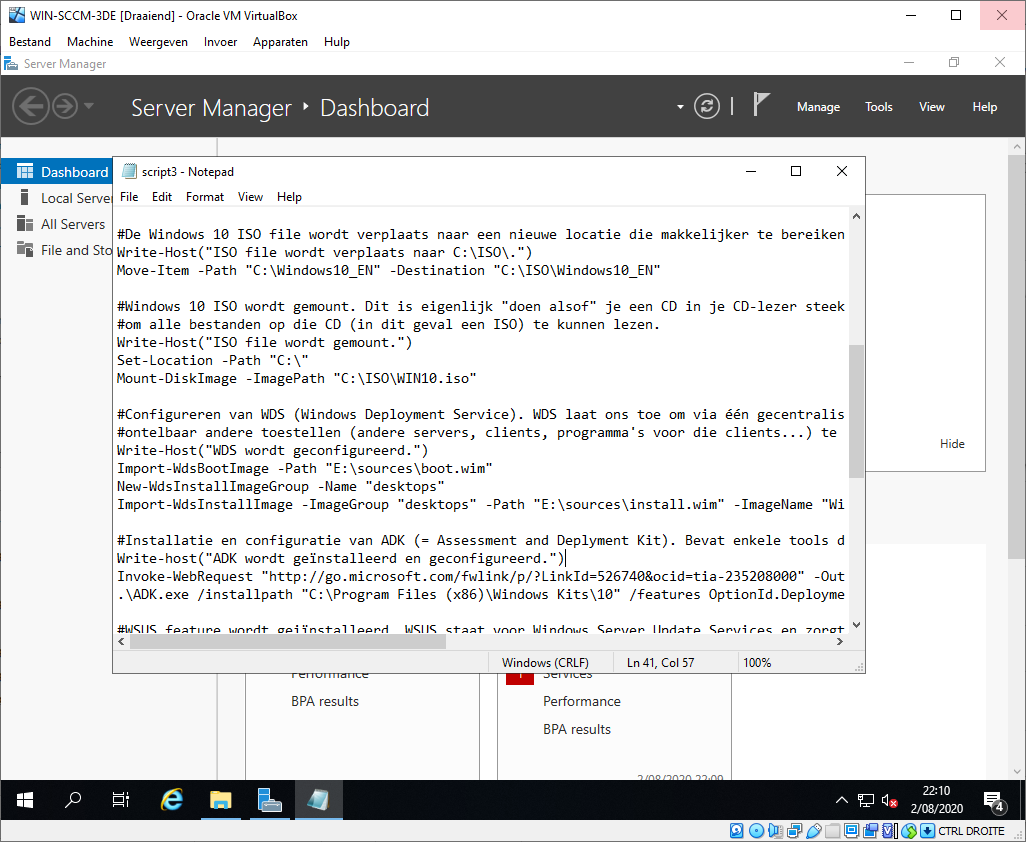 WIN-SCCM-3DE [Draaiend] - Oracle VM VirtualBox
Bestand Machine Weergeven Invoer Apparaten Hulp
Server Manager
Server Manager Dashboard
Manage Tools View Help
Dashboard
Local Server
All Servers
File and Sto
script3 - Notepad
File Edit Format View Help
#De Windows 10 ISO file wordt verplaats naar een nieuwe locatie die makkelijker te bereiken
Write-Host("ISO file wordt verplaats naar C:\ISO\.")
Move-Item -Path "C:\Windows10_EN" -Destination "C:\ISO\Windows10_EN"
#Windows 10 ISO wordt gemount. Dit is eigenlijk "doen alsof" je een CD in je CD-lezer steek
#om alle bestanden op die CD (in dit geval een ISO) te kunnen lezen.
Write-Host("ISO file wordt gemount.")
Set-Location -Path "C:\"
Mount-DiskImage -ImagePath "C:\ISO\WIN10.iso"
#Configureren van WDS (Windows Deployment Service). WDS laat ons toe om via één gecentralis
#ontelbaar andere toestellen (andere servers, clients, programma's voor die clients...) te
Write-Host("WDS wordt geconfigureerd.")
Import-WdsBootImage -Path "E:\sources\boot.wim"
New-WdsInstallImageGroup -Name "desktops"
Import-WdsInstallImage -ImageGroup "desktops" -Path "E:\sources\install.wim" -ImageName "Wi
#Installatie en configuratie van ADK (= Assessment and Deplyment Kit). Bevat enkele tools d
Write-host("ADK wordt geïnstalleerd en geconfigureerd.")
Invoke-WebRequest "http://go.microsoft.com/fwlink/p/?LinkId=526740&ocid=tia-235208000" -Out
.\ADK.exe /installpath "C:\Program Files (x86)\Windows Kits\10" /features OptionId.Deployme
#WSUS feature wordt geïnstalleerd. WSUS staat voor Windows Server Update Services en zorgt
Windows (CRLF) Ln 41, Col 57 100%
Hide
Performance
BPA results
1 Services
Performance
BPA results
2/08/2020 22:09
22:10
2/08/2020
4
CTRL DROITE